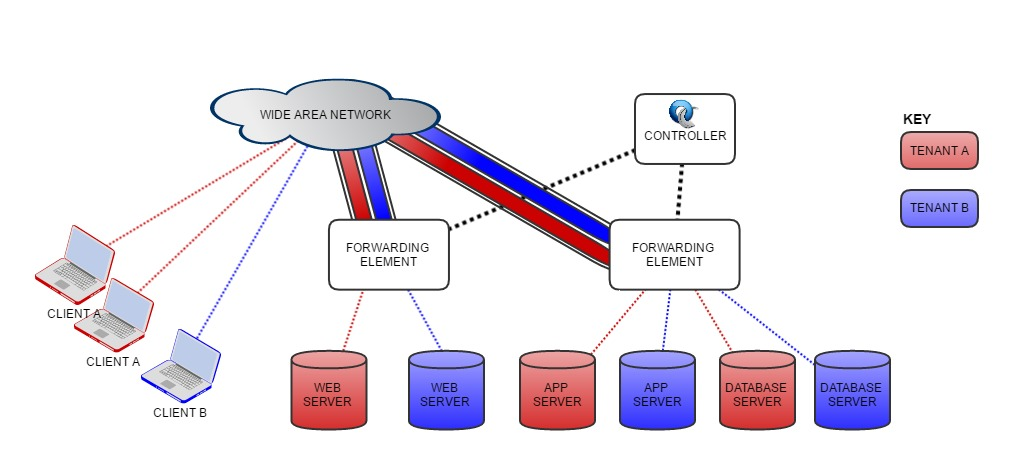 WIDE AREA NETWORK
CONTROLLER
KEY
TENANT A
TENANT B
FORWARDING
ELEMENT
FORWARDING
ELEMENT
CLIENT A
CLIENT A
CLIENT B
WEB
SERVER
WEB
SERVER
APP
SERVER
APP
SERVER
DATABASE
SERVER
DATABASE
SERVER